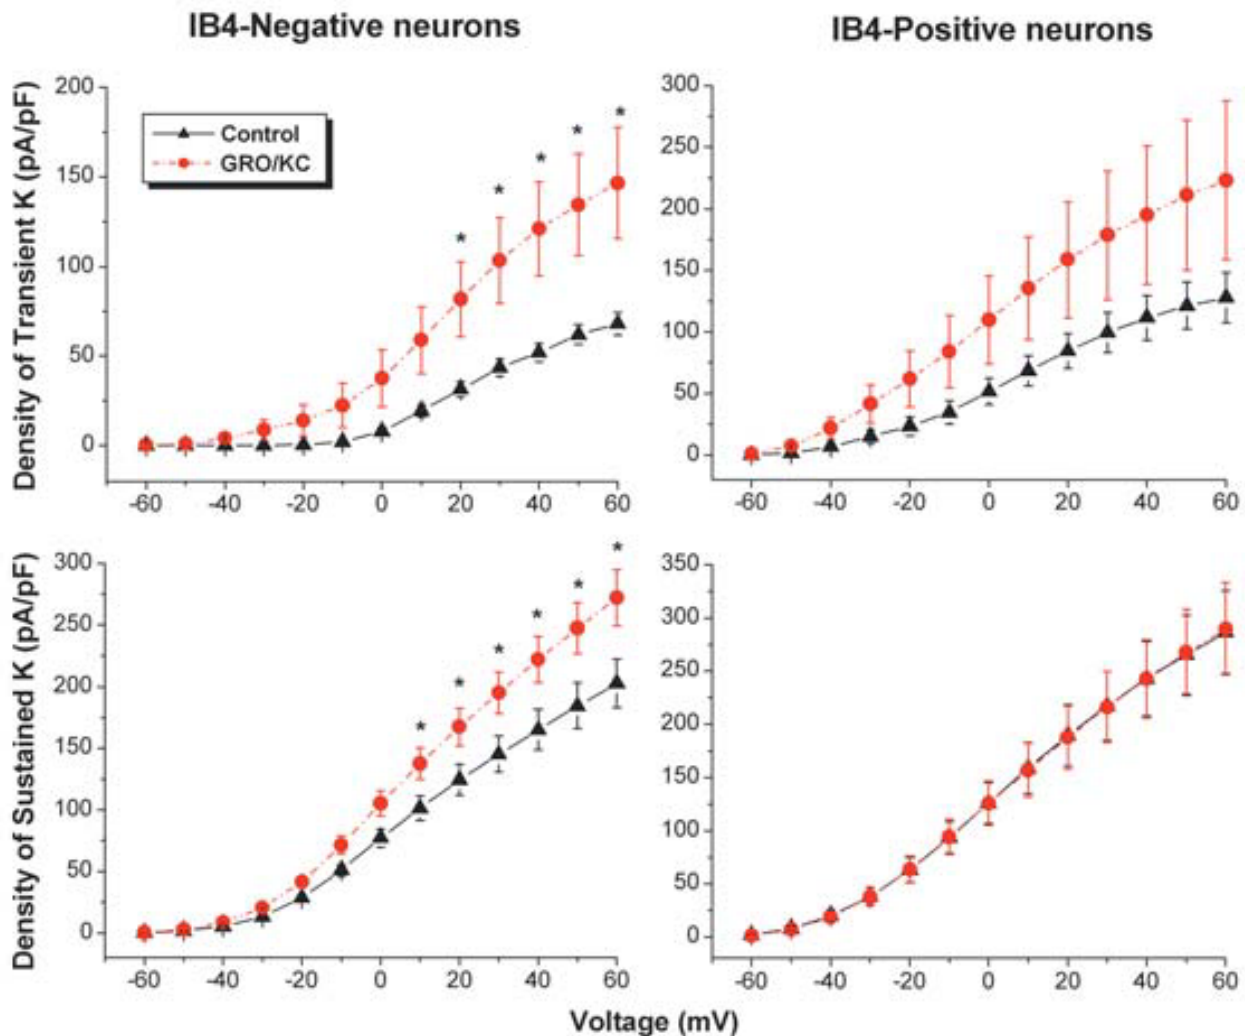 IB4-Negative neurons
IB4-Positive neurons
Density of Transient K (pA/pF)
200
150
100
50
0
Control
GRO/KC
* * * * *
-60 -40 -20 0 20 40 60
300
250
200
150
100
50
0
-60 -40 -20 0 20 40 60
Density of Sustained K (pA/pF)
300
250
200
150
100
50
0
* * * * * *
-60 -40 -20 0 20 40 60
350
300
250
200
150
100
50
0
-60 -40 -20 0 20 40 60
Voltage (mV)